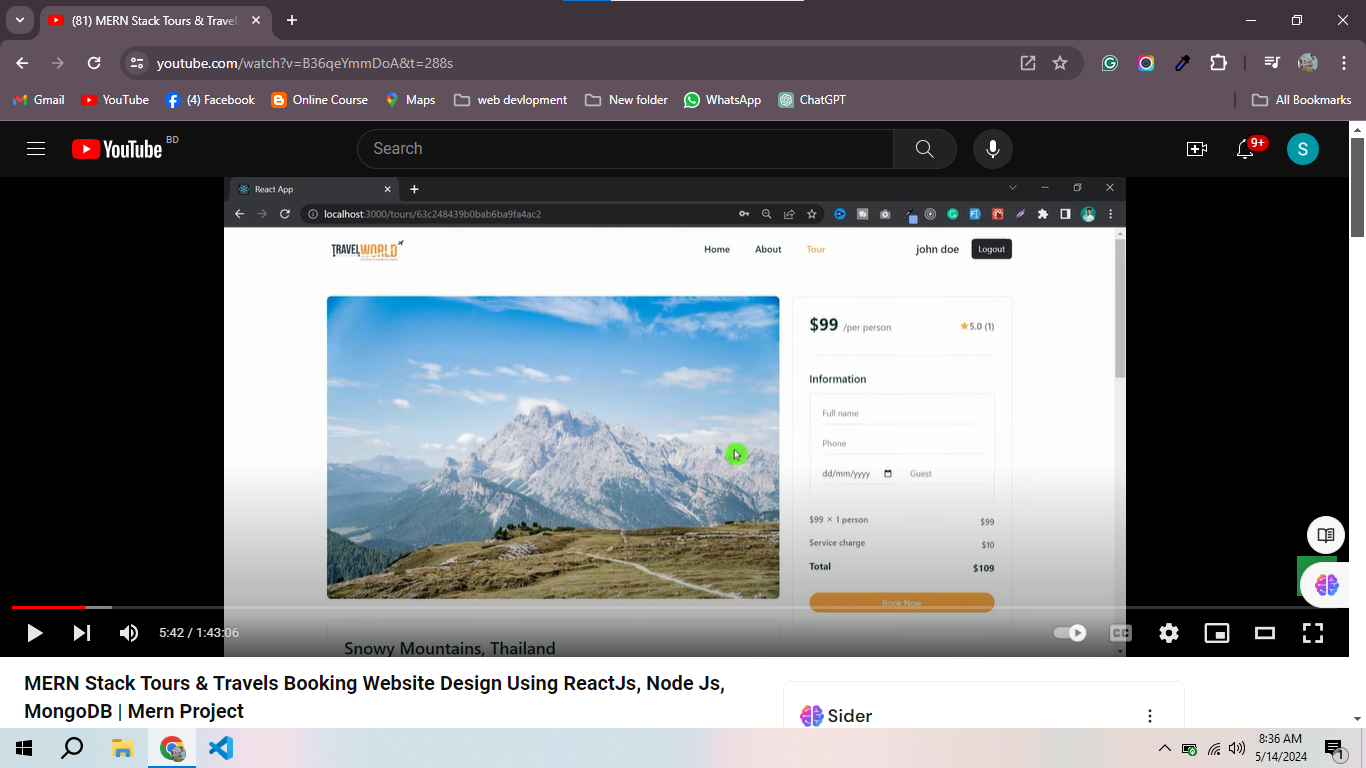 (81) MERN Stack Tours & Travel
youtube.com/watch?v=B36qeYmmDoA&t=288s
Gmail YouTube (4) Facebook Online Course Maps web devlopment New folder WhatsApp ChatGPT All Bookmarks
YouTube BD Search 9+ S
React App
localhost:3000/tours/63c248439b0bab6ba9fa4ac2
TRAVEL WORLD Home About Tour john doe Logout
$99 /per person 5.0 (1)
Information
Full name
Phone
dd/mm/yyyy Guest
$99 × 1 person $99
Service charge $10
Total $109
Book Now
5:42 / 1:43:06 CC
Snowy Mountains, Thailand
MERN Stack Tours & Travels Booking Website Design Using ReactJs, Node Js,
MongoDB | Mern Project
Sider
8:36 AM
5/14/2024 1